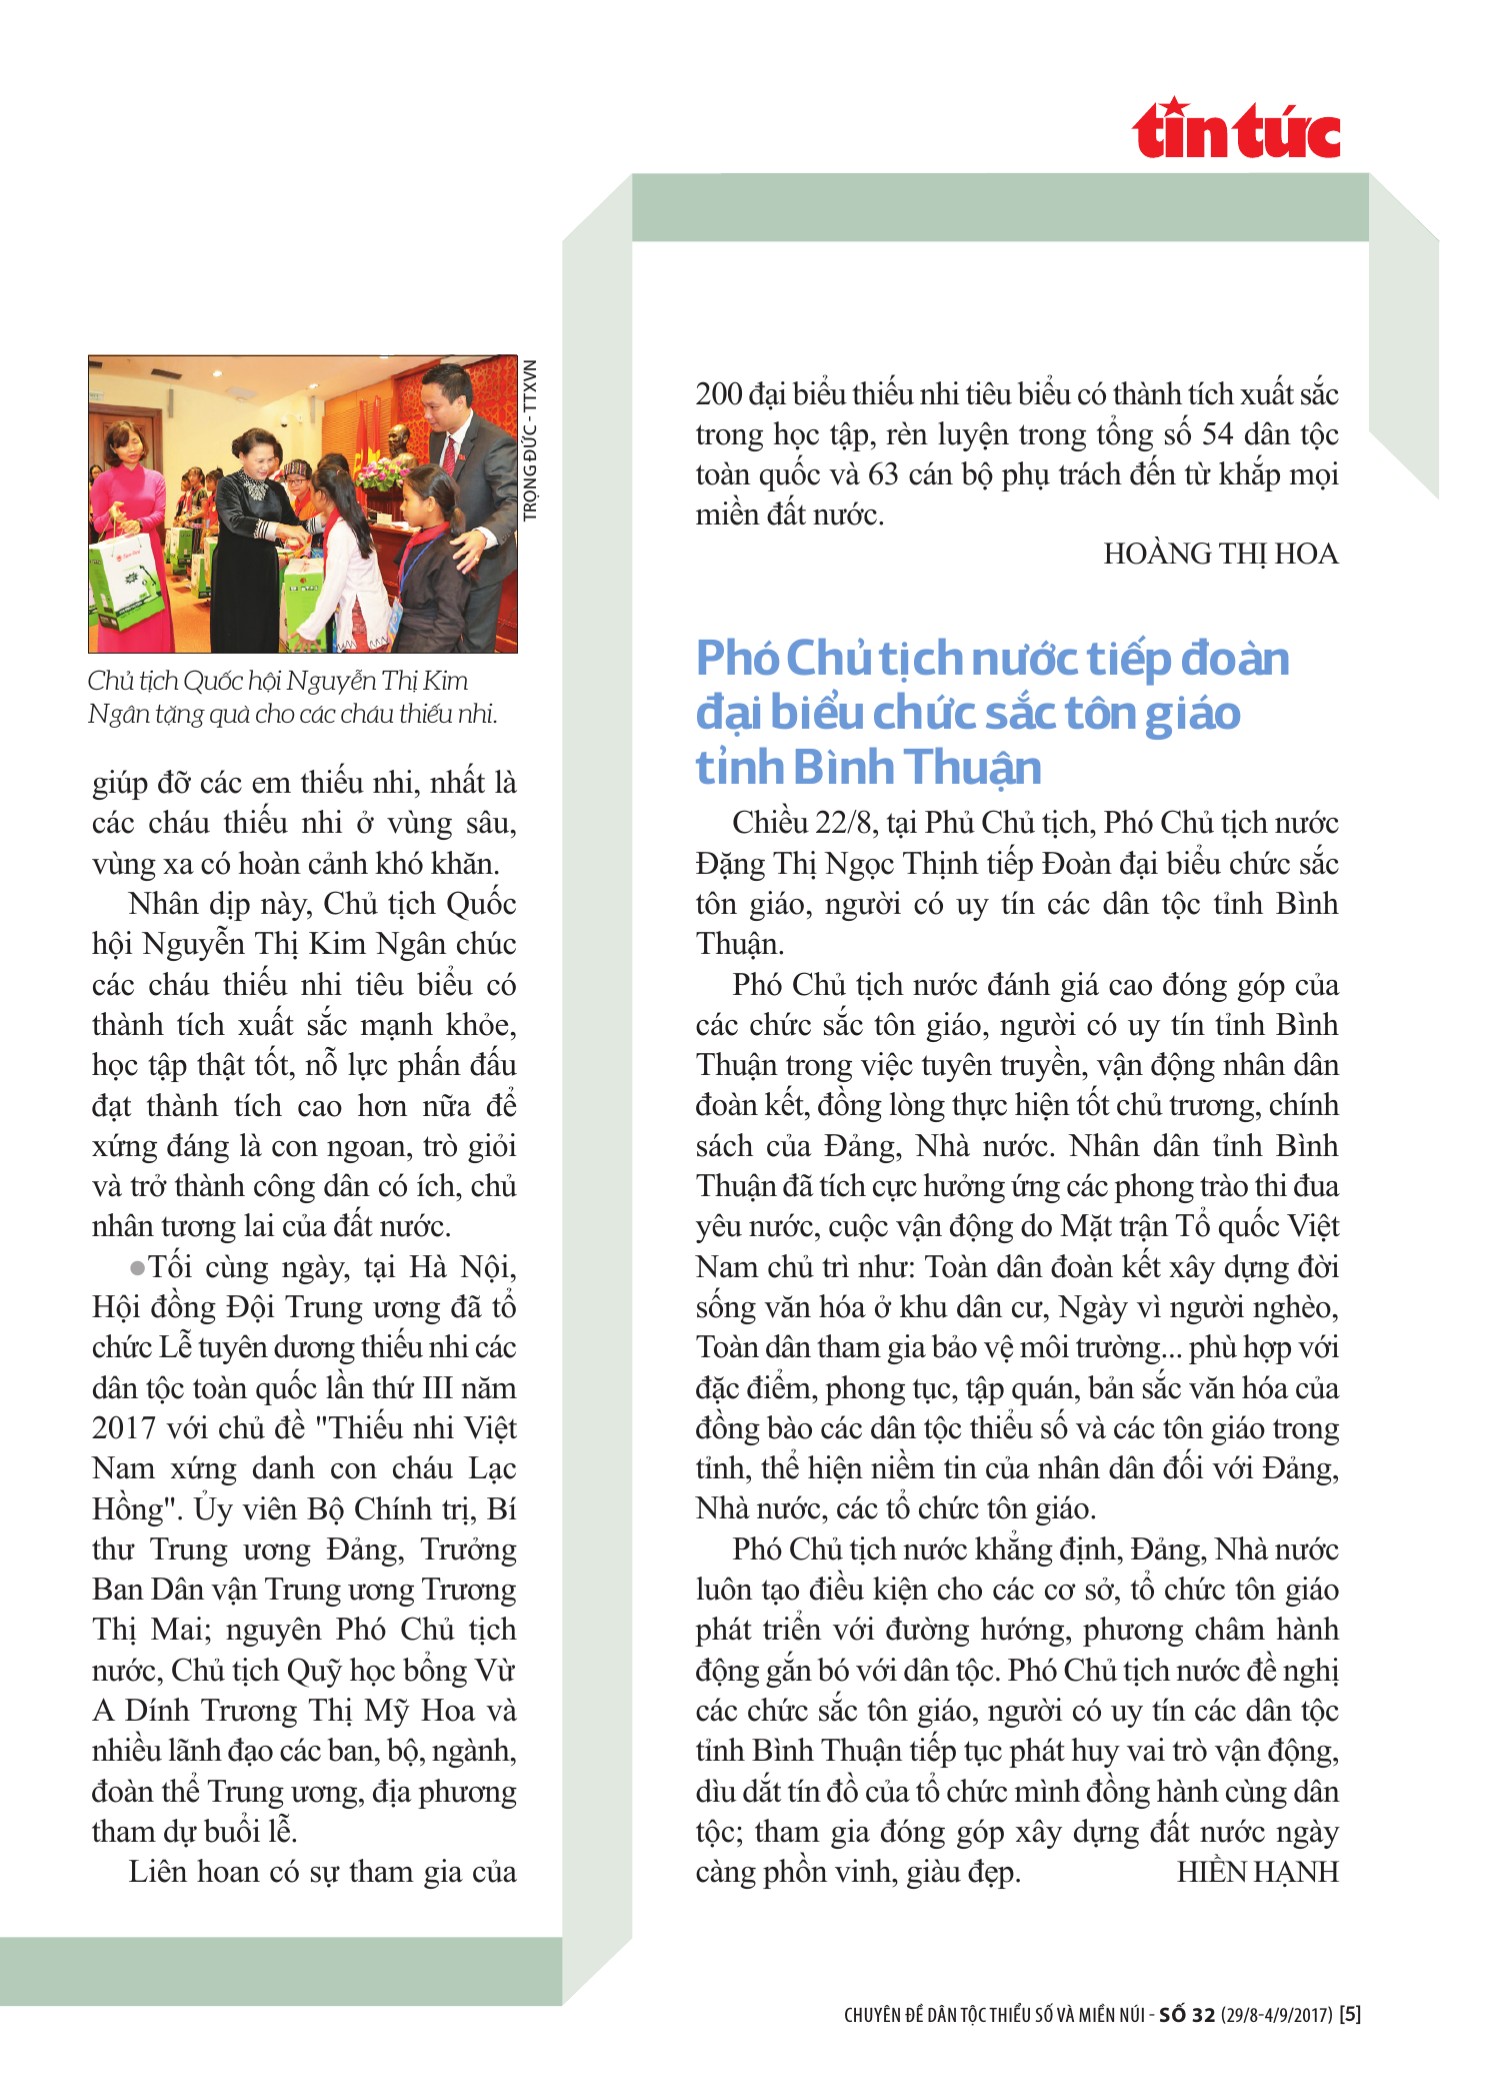 tin tức
TRỌNG ĐỨC - TTXVN
Chủ tịch Quốc hội Nguyễn Thị Kim
Ngân tặng quà cho các cháu thiếu nhi.
giúp đỡ các em thiếu nhi, nhất là
các cháu thiếu nhi ở vùng sâu,
vùng xa có hoàn cảnh khó khăn.
Nhân dịp này, Chủ tịch Quốc
hội Nguyễn Thị Kim Ngân chúc
các cháu thiếu nhi tiêu biểu có
thành tích xuất sắc mạnh khỏe,
học tập thật tốt, nỗ lực phấn đấu
đạt thành tích cao hơn nữa để
xứng đáng là con ngoan, trò giỏi
và trở thành công dân có ích, chủ
nhân tương lai của đất nước.
●Tối cùng ngày, tại Hà Nội,
Hội đồng Đội Trung ương đã tổ
chức Lễ tuyên dương thiếu nhi các
dân tộc toàn quốc lần thứ III năm
2017 với chủ đề "Thiếu nhi Việt
Nam xứng danh con cháu Lạc
Hồng". Ủy viên Bộ Chính trị, Bí
thư Trung ương Đảng, Trưởng
Ban Dân vận Trung ương Trương
Thị Mai; nguyên Phó Chủ tịch
nước, Chủ tịch Quỹ học bổng Vừ
A Dính Trương Thị Mỹ Hoa và
nhiều lãnh đạo các ban, bộ, ngành,
đoàn thể Trung ương, địa phương
tham dự buổi lễ.
Liên hoan có sự tham gia của
200 đại biểu thiếu nhi tiêu biểu có thành tích xuất sắc
trong học tập, rèn luyện trong tổng số 54 dân tộc
toàn quốc và 63 cán bộ phụ trách đến từ khắp mọi
miền đất nước.
HOÀNG THỊ HOA
Phó Chủ tịch nước tiếp đoàn
đại biểu chức sắc tôn giáo
tỉnh Bình Thuận
Chiều 22/8, tại Phủ Chủ tịch, Phó Chủ tịch nước
Đặng Thị Ngọc Thịnh tiếp Đoàn đại biểu chức sắc
tôn giáo, người có uy tín các dân tộc tỉnh Bình
Thuận.
Phó Chủ tịch nước đánh giá cao đóng góp của
các chức sắc tôn giáo, người có uy tín tỉnh Bình
Thuận trong việc tuyên truyền, vận động nhân dân
đoàn kết, đồng lòng thực hiện tốt chủ trương, chính
sách của Đảng, Nhà nước. Nhân dân tỉnh Bình
Thuận đã tích cực hưởng ứng các phong trào thi đua
yêu nước, cuộc vận động do Mặt trận Tổ quốc Việt
Nam chủ trì như: Toàn dân đoàn kết xây dựng đời
sống văn hóa ở khu dân cư, Ngày vì người nghèo,
Toàn dân tham gia bảo vệ môi trường... phù hợp với
đặc điểm, phong tục, tập quán, bản sắc văn hóa của
đồng bào các dân tộc thiểu số và các tôn giáo trong
tỉnh, thể hiện niềm tin của nhân dân đối với Đảng,
Nhà nước, các tổ chức tôn giáo.
Phó Chủ tịch nước khẳng định, Đảng, Nhà nước
luôn tạo điều kiện cho các cơ sở, tổ chức tôn giáo
phát triển với đường hướng, phương châm hành
động gắn bó với dân tộc. Phó Chủ tịch nước đề nghị
các chức sắc tôn giáo, người có uy tín các dân tộc
tỉnh Bình Thuận tiếp tục phát huy vai trò vận động,
dìu dắt tín đồ của tổ chức mình đồng hành cùng dân
tộc; tham gia đóng góp xây dựng đất nước ngày
càng phồn vinh, giàu đẹp. HIỀN HẠNH
CHUYÊN ĐỀ DÂN TỘC THIỂU SỐ VÀ MIỀN NÚI - SỐ 32 (29/8-4/9/2017) [5]